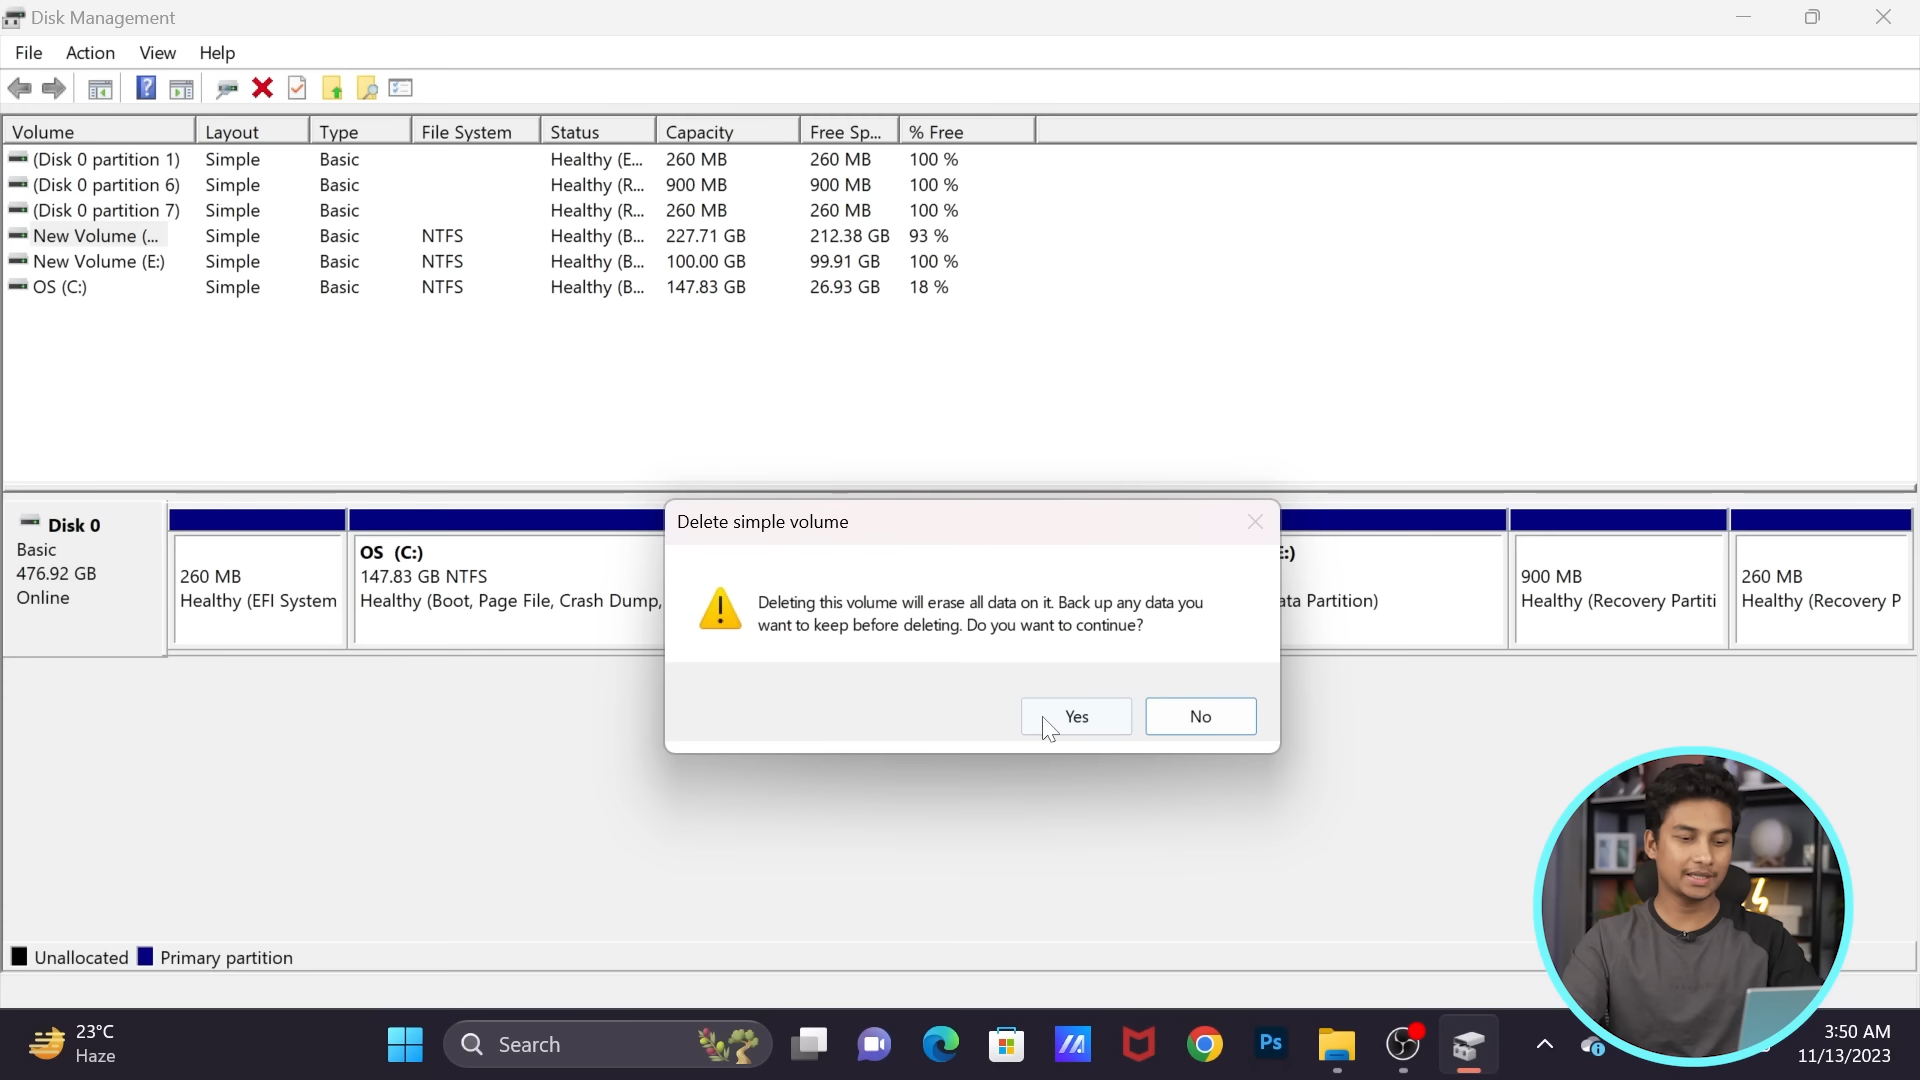 Disk Management
File Action View Help
Volume Layout Type File System Status Capacity Free Sp... % Free
(Disk 0 partition 1) Simple Basic Healthy (E... 260 MB 260 MB 100 %
(Disk 0 partition 6) Simple Basic Healthy (R... 900 MB 900 MB 100 %
(Disk 0 partition 7) Simple Basic Healthy (R... 260 MB 260 MB 100 %
New Volume (... Simple Basic NTFS Healthy (B... 227.71 GB 212.38 GB 93 %
New Volume (E:) Simple Basic NTFS Healthy (B... 100.00 GB 99.91 GB 100 %
OS (C:) Simple Basic NTFS Healthy (B... 147.83 GB 26.93 GB 18 %
Disk 0
Basic
476.92 GB
Online
260 MB
Healthy (EFI System
OS (C:)
147.83 GB NTFS
Healthy (Boot, Page File, Crash Dump,
Delete simple volume
Deleting this volume will erase all data on it. Back up any data you
want to keep before deleting. Do you want to continue?
Yes No
:)
ata Partition)
900 MB
Healthy (Recovery Partiti
260 MB
Healthy (Recovery P
Unallocated Primary partition
23°C
Haze
Search
Ps
3:50 AM
11/13/2023